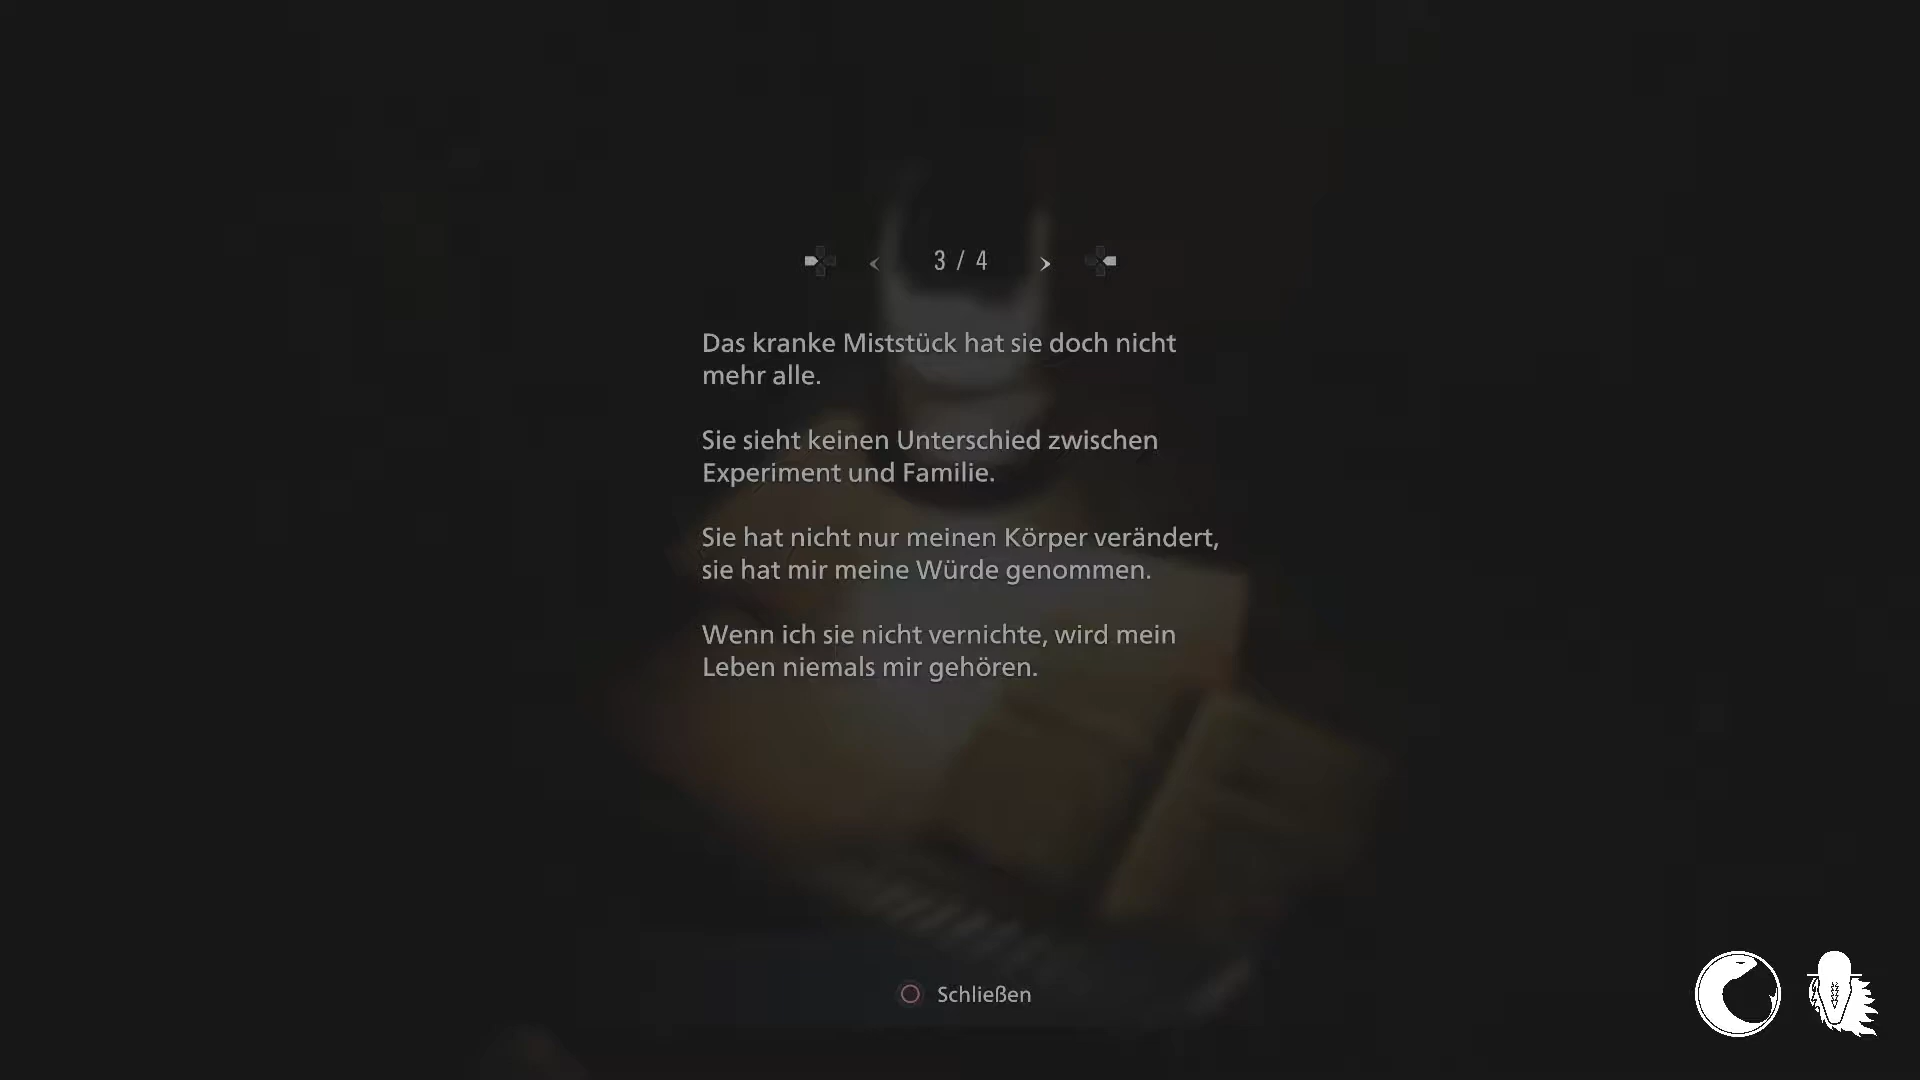 3 / 4
Das kranke Miststück hat sie doch nicht
mehr alle.
Sie sieht keinen Unterschied zwischen
Experiment und Familie.
Sie hat nicht nur meinen Körper verändert,
sie hat mir meine Würde genommen.
Wenn ich sie nicht vernichte, wird mein
Leben niemals mir gehören.
Schließen